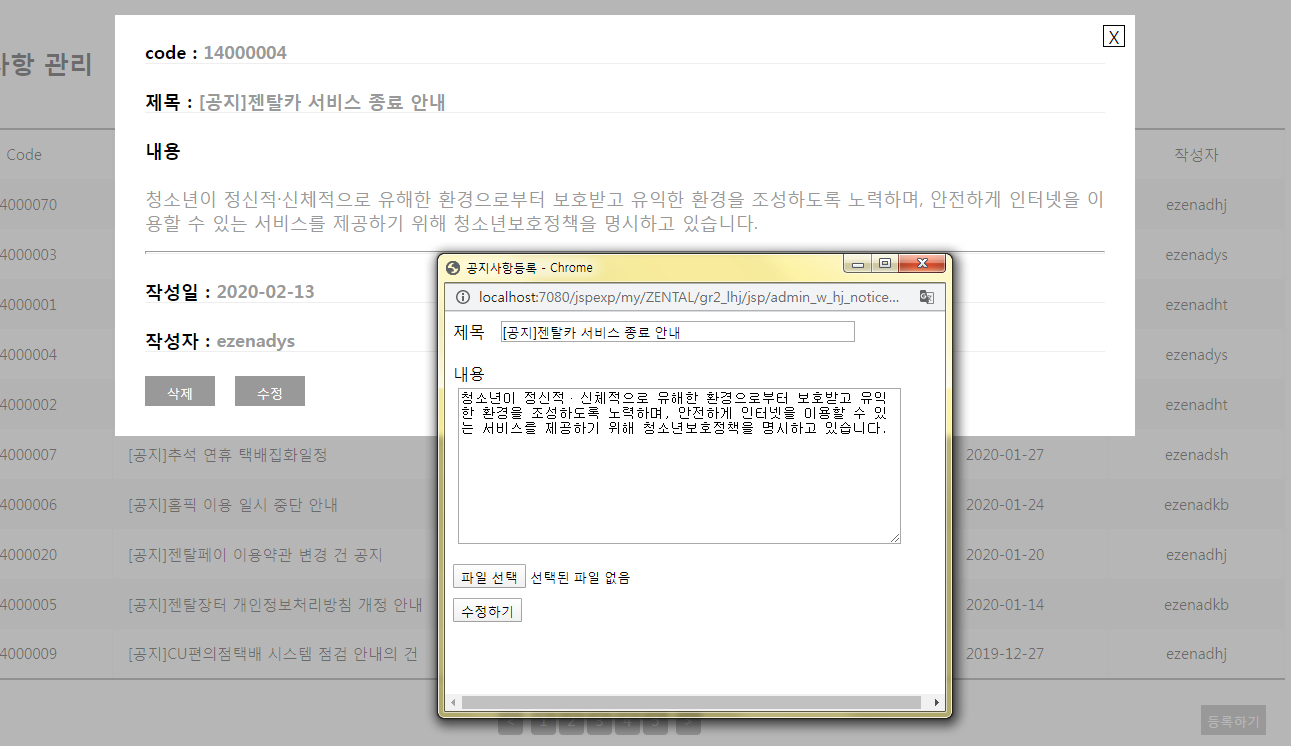 사항 관리
code : 14000004
X
제목 : [공지]젠탈카 서비스 종료 안내
내용
청소년이 정신적·신체적으로 유해한 환경으로부터 보호받고 유익한 환경을 조성하도록 노력하며, 안전하게 인터넷을 이
용할 수 있는 서비스를 제공하기 위해 청소년보호정책을 명시하고 있습니다.
작성일 : 2020-02-13
작성자 : ezenadys
삭제 수정
공지사항등록 - Chrome
localhost:7080/jspexp/my/ZENTAL/gr2_lhj/jsp/admin_w_hj_notice...
제목 [공지]젠탈카 서비스 종료 안내
내용
청소년이 정신적·신체적으로 유해한 환경으로부터 보호받고 유익
한 환경을 조성하도록 노력하며, 안전하게 인터넷을 이용할 수 있
는 서비스를 제공하기 위해 청소년보호정책을 명시하고 있습니다.
파일 선택 선택된 파일 없음
수정하기
Code 작성자
4000070 ezenadhj
4000003 ezenadys
4000001 ezenadht
4000004 ezenadys
4000002 ezenadht
4000007 [공지]추석 연휴 택배집화일정 2020-01-27 ezenadsh
4000006 [공지]홈픽 이용 일시 중단 안내 2020-01-24 ezenadkb
4000020 [공지]젠탈페이 이용약관 변경 건 공지 2020-01-20 ezenadhj
4000005 [공지]젠탈장터 개인정보처리방침 개정 안내 2020-01-14 ezenadkb
4000009 [공지]CU편의점택배 시스템 점검 안내의 건 2019-12-27 ezenadhj
< 1 2 3 4 5 >
등록하기